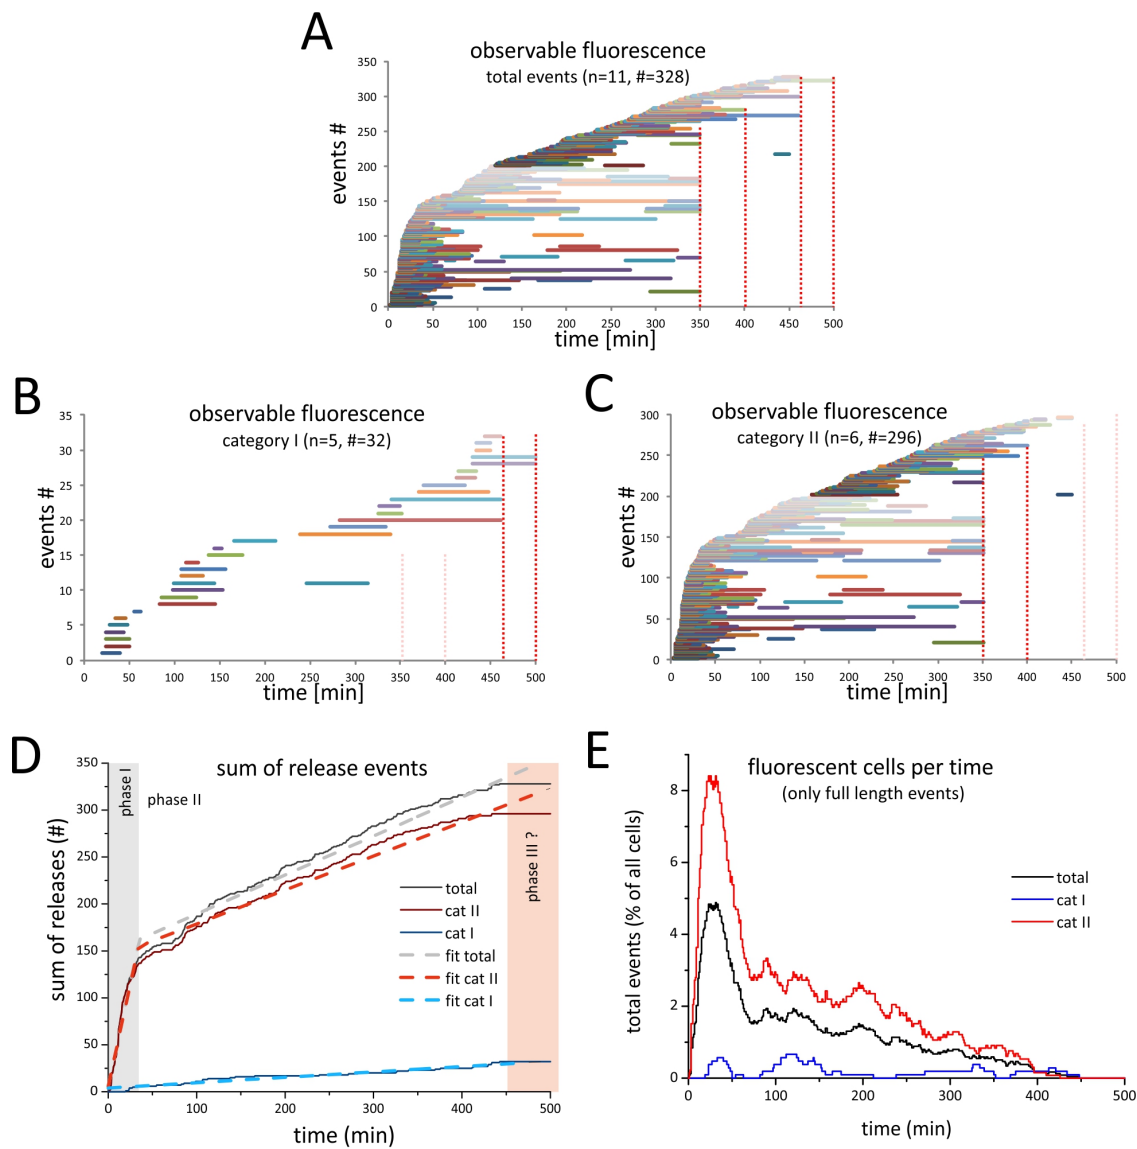 A
observable fluorescence
total events (n=11, #=328)
events #
350
300
250
200
150
100
50
0
0 50 100 150 200 250 300 350 400 450 500
time [min]
B
observable fluorescence
category I (n=5, #=32)
events #
35
30
25
20
15
10
5
0
0 50 100 150 200 250 300 350 400 450 500
time [min]
C
observable fluorescence
category II (n=6, #=296)
events #
300
250
200
150
100
50
0
0 50 100 150 200 250 300 350 400 450 500
time [min]
D
sum of release events
phase I
phase II
phase III ?
sum of releases (#)
350
300
250
200
150
100
50
0
total
cat II
cat I
fit total
fit cat II
fit cat I
0 100 200 300 400 500
time (min)
E
fluorescent cells per time
(only full length events)
total events (% of all cells)
8
6
4
2
0
total
cat I
cat II
0 100 200 300 400 500
time (min)